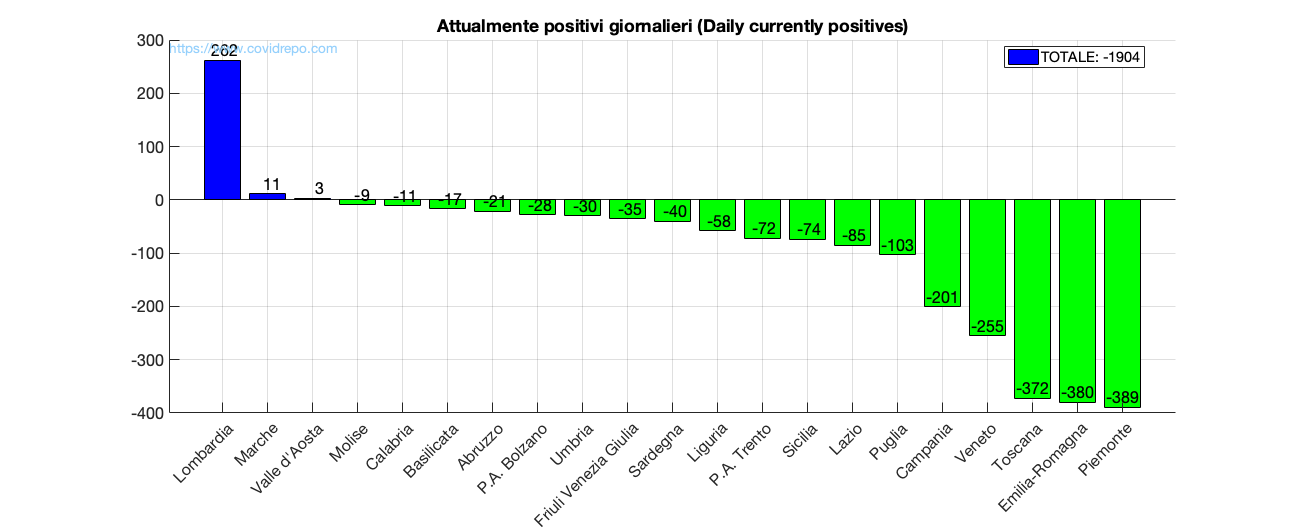 Attualmente positivi giornalieri (Daily currently positives)
https://www.covidrepo.com
TOTALE: -1904
300
200
100
0
-100
-200
-300
-400
262
11
3
-9
-11
-17
-21
-28
-30
-35
-40
-58
-72
-74
-85
-103
-201
-255
-372
-380
-389
Lombardia
Marche
Valle d'Aosta
Molise
Calabria
Basilicata
Abruzzo
P.A. Bolzano
Umbria
Friuli Venezia Giulia
Sardegna
Liguria
P.A. Trento
Sicilia
Lazio
Puglia
Campania
Veneto
Toscana
Emilia-Romagna
Piemonte